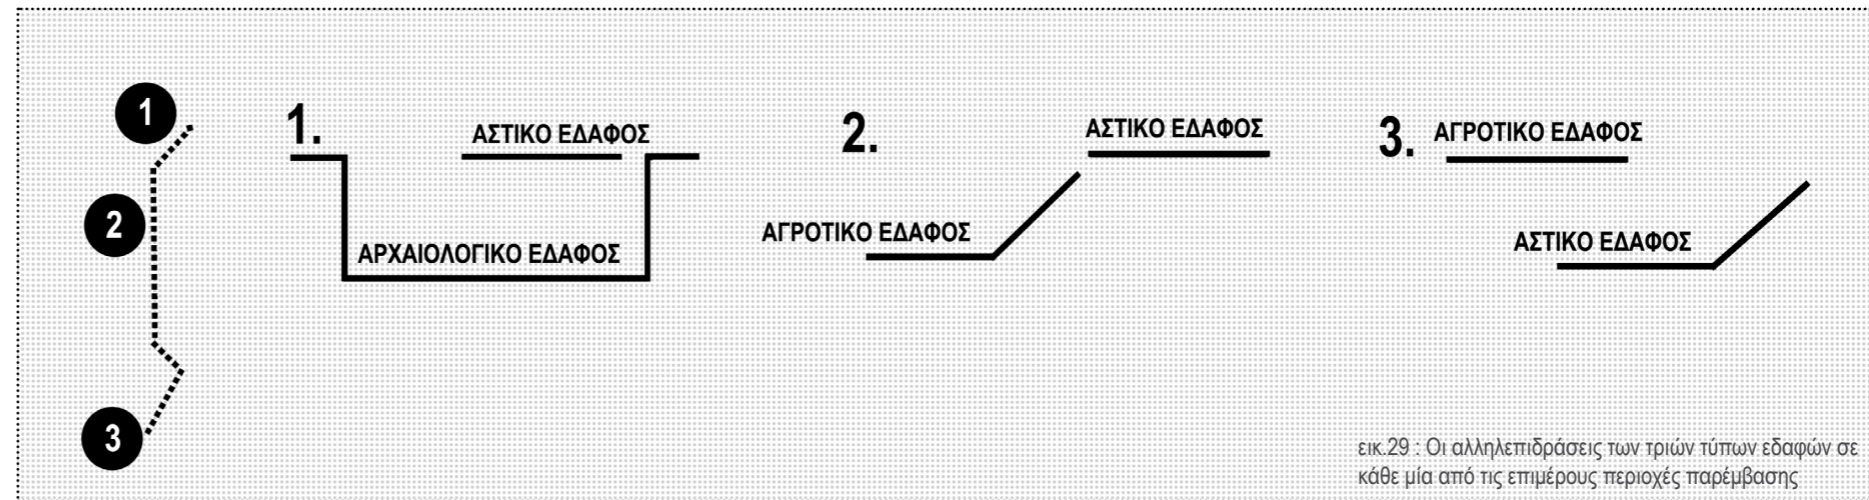 1
2
3
1.
ΑΣΤΙΚΟ ΕΔΑΦΟΣ
ΑΡΧΑΙΟΛΟΓΙΚΟ ΕΔΑΦΟΣ
2.
ΑΣΤΙΚΟ ΕΔΑΦΟΣ
ΑΓΡΟΤΙΚΟ ΕΔΑΦΟΣ
3.
ΑΓΡΟΤΙΚΟ ΕΔΑΦΟΣ
ΑΣΤΙΚΟ ΕΔΑΦΟΣ
εικ.29 : Οι αλληλεπιδράσεις των τριών τύπων εδαφών σε
κάθε μία από τις επιμέρους περιοχές παρέμβασης